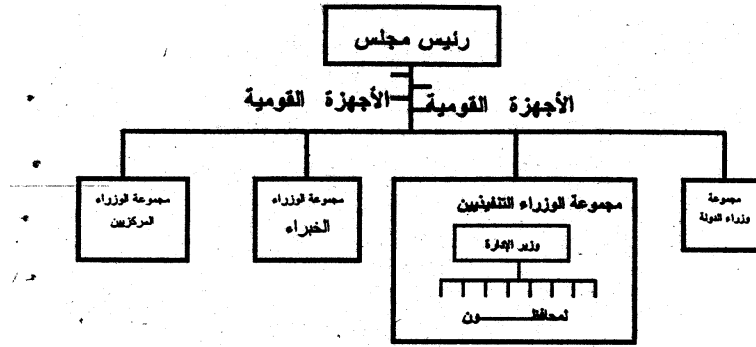 رئيس مجلس
الأجهزة القومية
الأجهزة القومية
مجموعة
وزراء الدولة
مجموعة الوزراء التنفيذيين
وزير الإدارة
لمحافظـــــــون
مجموعة الوزراء
الخبراء
مجموعة الوزراء
المركزيين